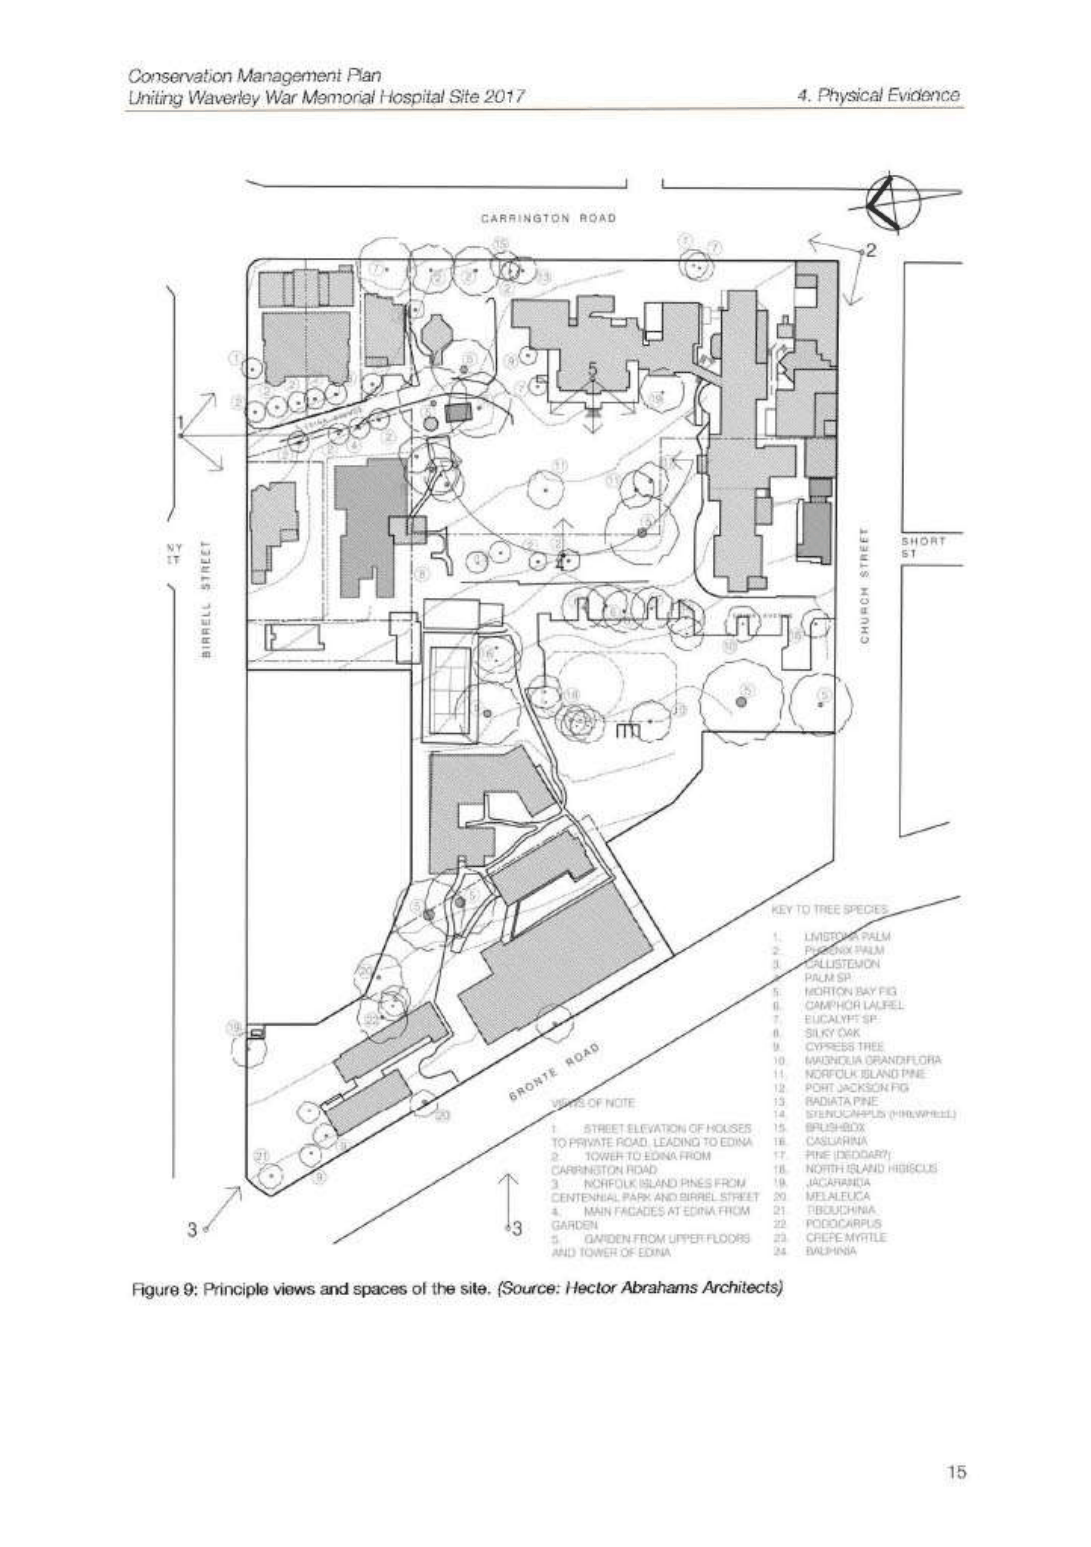 Conservation Management Plan
Uniting Waverley War Memorial Hospital Site 2017
4. Physical Evidence
CARRINGTON ROAD
2
5
1
NY
ET
BIRRELL STREET
CHURCH STREET
SHORT
ST
BRONTE ROAD
3
3
KEY TO TREE SPECIES
1. LIVISTONA PALM
2. PHOENIX PALM
3. CALLISTEMON
PALM SP.
5. MORTON BAY FIG
6. CAMPHOR LAUREL
7. EUCALYPT SP.
8. SILKY OAK
9. CYPRESS TREE
10. MAGNOLIA GRANDIFLORA
11. NORFOLK ISLAND PINE
12. PORT JACKSON FIG
13. RADIATA PINE
14. STENOCARPUS (FIREWHEEL)
15. BRUSHBOX
16. CASUARINA
17. PINE (DEODAR?)
18. NORTH ISLAND HIBISCUS
19. JACARANDA
20. MELALEUCA
21. TIBOUCHINIA
22. PODOCARPUS
23. CREPE MYRTLE
24. BAUHINIA
VIEWS OF NOTE
1. STREET ELEVATION OF HOUSES
TO PRIVATE ROAD, LEADING TO EDINA
2. TOWER TO EDINA FROM
CARRINGTON ROAD
3. NORFOLK ISLAND PINES FROM
CENTENNIAL PARK AND BIRREL STREET
4. MAIN FACADES AT EDINA FROM
GARDEN
5. GARDEN FROM UPPER FLOORS
AND TOWER OF EDINA
Figure 9: Principle views and spaces of the site. (Source: Hector Abrahams Architects)
15